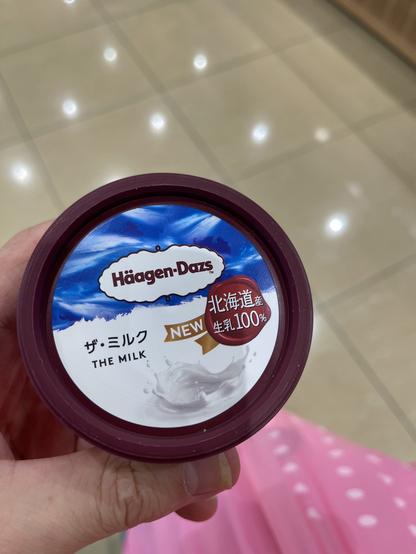 Häagen-Dazs
北海道産
生乳100%
NEW
ザ・ミルク
THE MILK